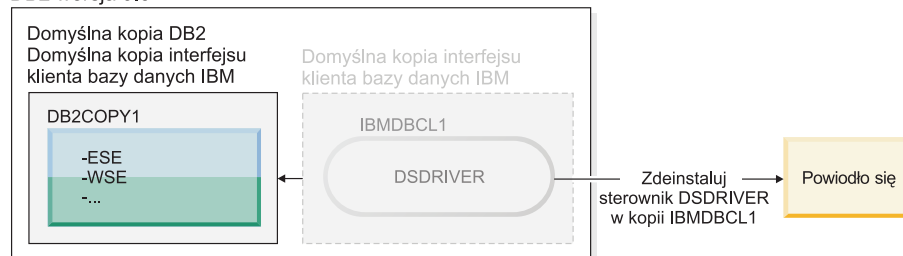 Domyślna kopia DB2
Domyślna kopia interfejsu
klienta bazy danych IBM
Domyślna kopia interfejsu
klienta bazy danych IBM
DB2COPY1
-ESE
-WSE
-...
IBMDBCL1
DSDRIVER
Zdeinstaluj
sterownik DSDRIVER
w kopii IBMDBCL1
Powiodło się